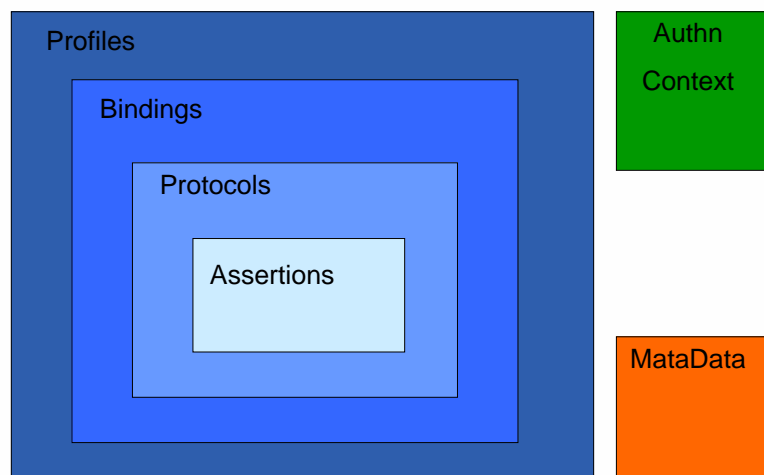 Profiles
Bindings
Protocols
Assertions
Authn
Context
MataData